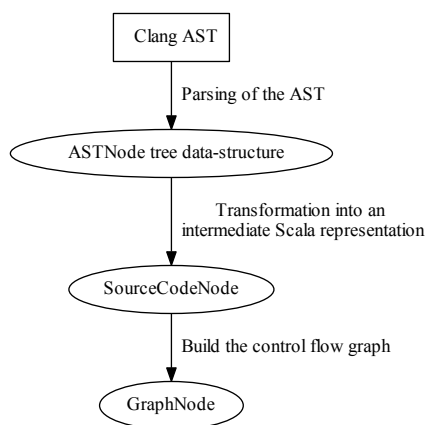 Clang AST
Parsing of the AST
ASTNode tree data-structure
Transformation into an
intermediate Scala representation
SourceCodeNode
Build the control flow graph
GraphNode